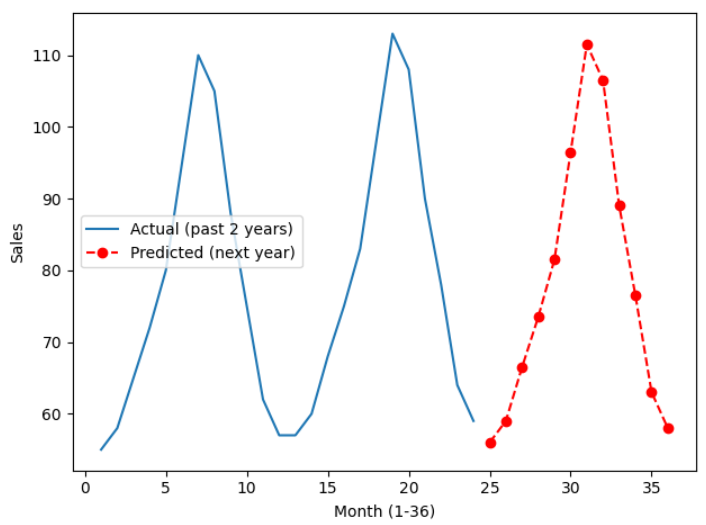 110
100
90
80
70
60
Sales
Actual (past 2 years)
Predicted (next year)
0 5 10 15 20 25 30 35
Month (1-36)